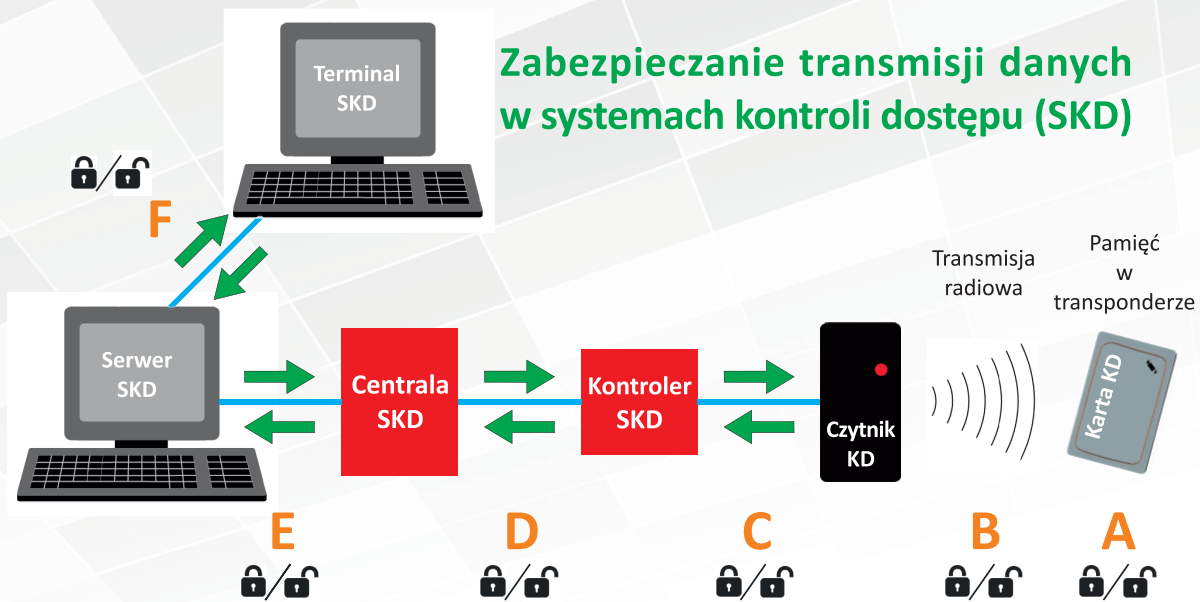 Terminal
SKD
Zabezpieczanie transmisji danych
w systemach kontroli dostępu (SKD)
F
Transmisja
radiowa
Pamięć
w
transponderze
Serwer
SKD
Centrala
SKD
Kontroler
SKD
Czytnik
KD
Karta KD
E
D
C
B
A